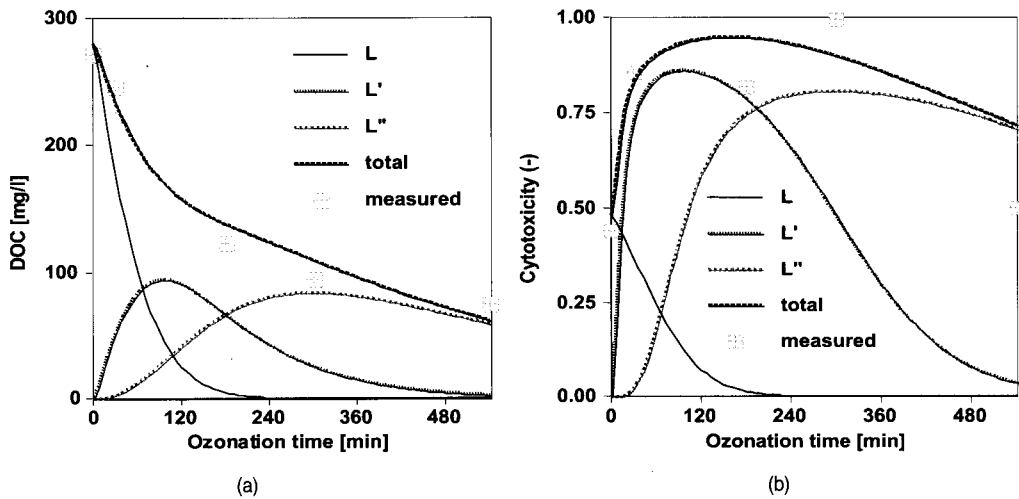 300
200
100
0
DOC [mg/l]
L
L'
L"
total
measured
0
120
240
360
480
Ozonation time [min]
(a)
1.00
0.75
0.50
0.25
0.00
Cytotoxicity (-)
L
L'
L"
total
measured
0
120
240
360
480
Ozonation time [min]
(b)